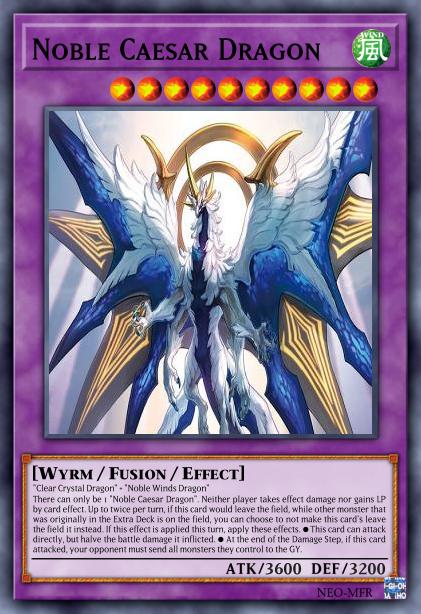 NOBLE CAESAR DRAGON
WIND
風
[WYRM / FUSION / EFFECT]
"Clear Crystal Dragon" + "Noble Winds Dragon"
There can only be 1 "Noble Caesar Dragon". Neither player takes effect damage nor gains LP
by card effect. Up to twice per turn, if this card would leave the field, while other monster that
was originally in the Extra Deck is on the field, you can choose to not make this card's leave
the field it instead. If this effect is applied this turn, apply these effects. ●This card can attack
directly, but halve the battle damage it inflicted. ● At the end of the Damage Step, if this card
attacked, your opponent must send all monsters they control to the GY.
ATK/3600 DEF/3200
NEO-MFR